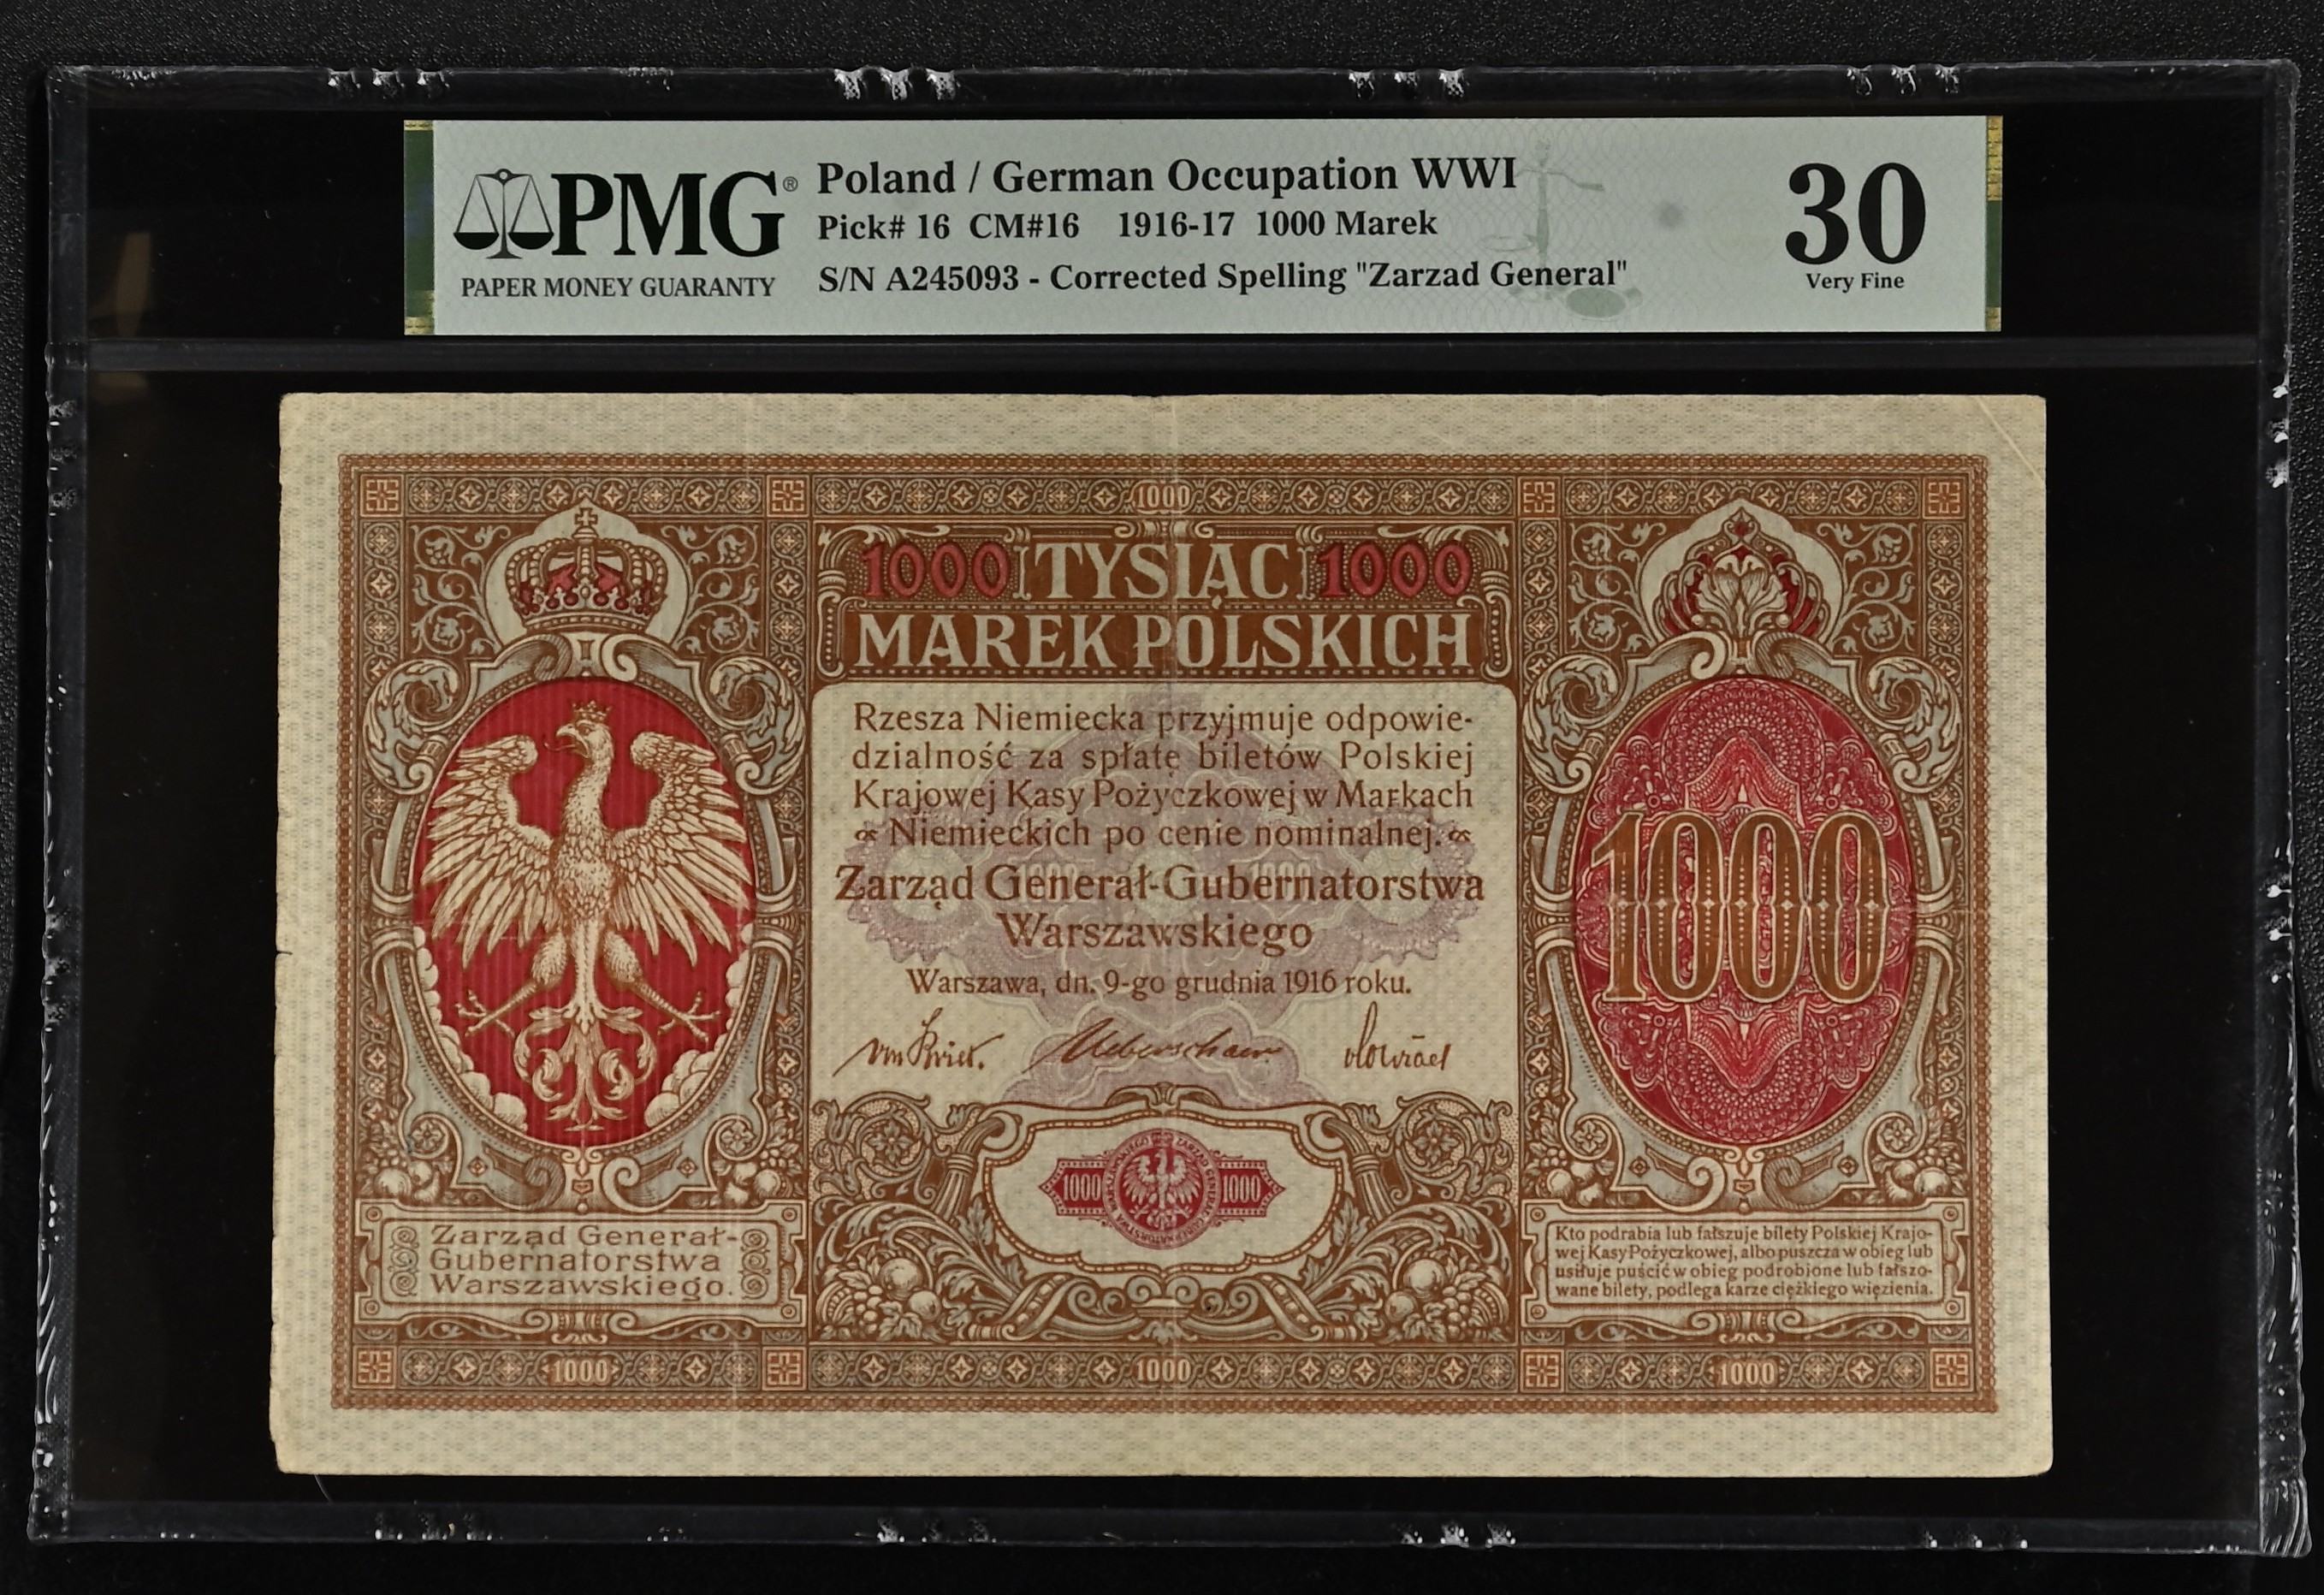 PMG®
PAPER MONEY GUARANTY
Poland / German Occupation WWI
Pick# 16 CM#16 1916-17 1000 Marek
S/N A245093 - Corrected Spelling "Zarzad General"
30
Very Fine
1000
1000 TYSIĄC 1000
MAREK POLSKICH
Rzesza Niemiecka przyjmuje odpowie-
dzialność za spłatę biletów Polskiej
Krajowej Kasy Pożyczkowej w Markach
Niemieckich po cenie nominalnej.
Zarząd Generał-Gubernatorstwa
Warszawskiego
Warszawa, dn. 9-go grudnia 1916 roku.
1000
1000 1000
Zarząd Generał-
Gubernatorstwa
Warszawskiego.
Kto podrabia lub fałszuje bilety Polskiej Krajo-
wej Kasy Pożyczkowej, albo puszcza w obieg lub
usiłuje puścić w obieg podrobione lub fałszo-
wane bilety, podlega karze ciężkiego więzienia.
1000 1000 1000